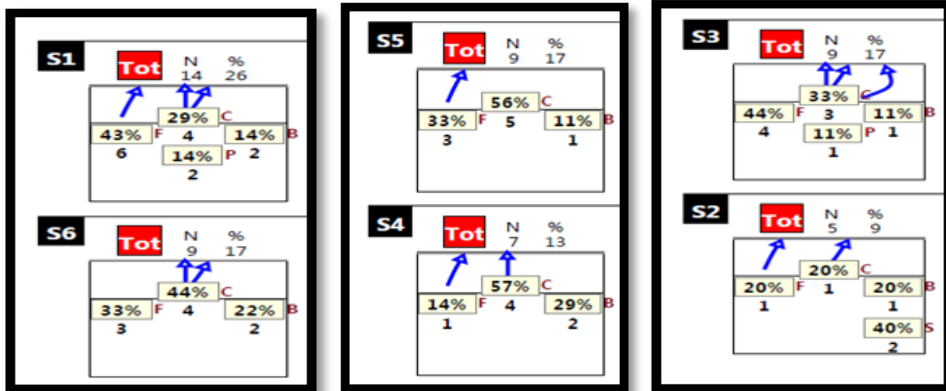 S1 Tot N %
14 26
29% C
43% F 4 14% B
6 14% P 2
2
S6 Tot N %
9 17
44% C
33% F 4 22% B
3 2
S5 Tot N %
9 17
56% C
33% F 5 11% B
3 1
S4 Tot N %
7 13
57% C
14% F 4 29% B
1 2
S3 Tot N %
9 17
33% C
44% F 3 11% B
4 11% P 1
1
S2 Tot N %
5 9
20% C
20% F 1 20% B
1 1
40% S
2